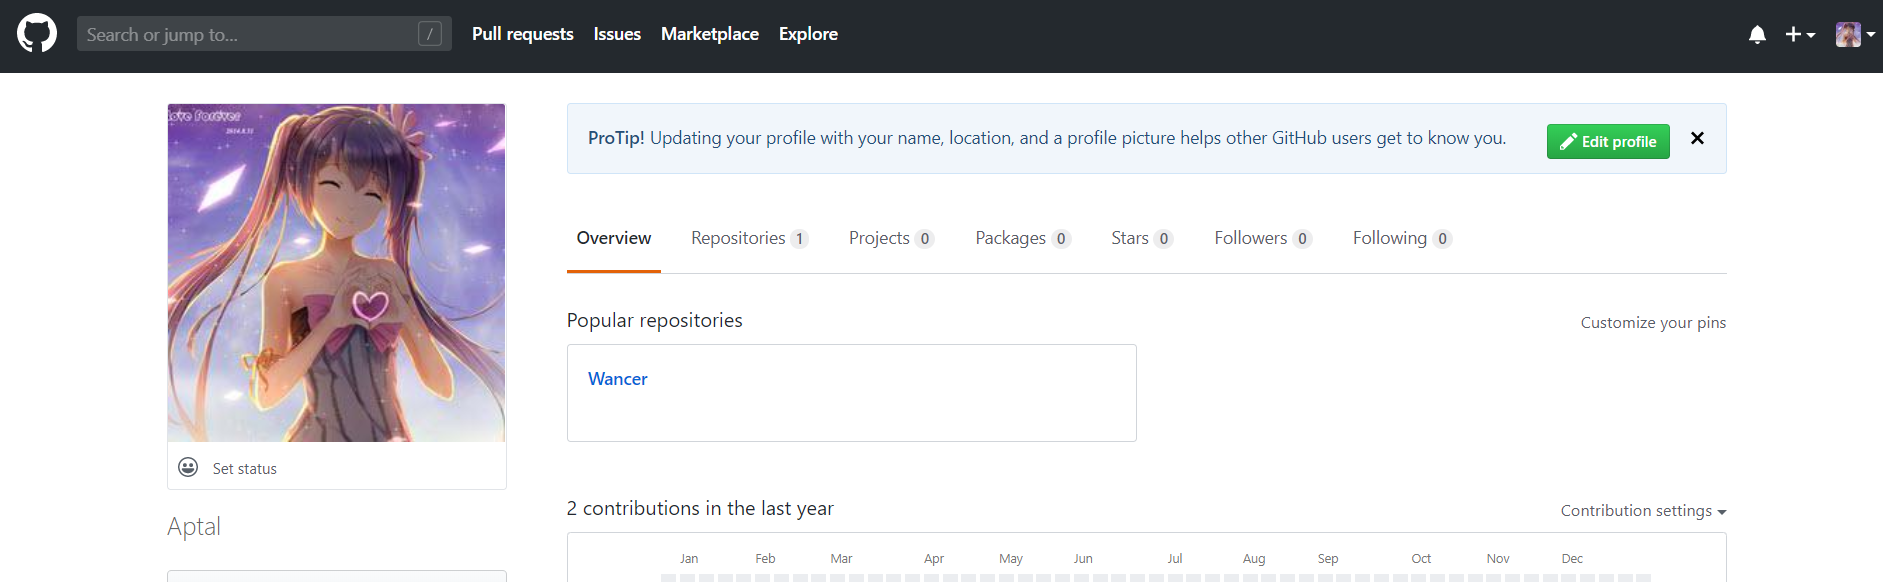 Search or jump to... /
Pull requests Issues Marketplace Explore
Love Forever
2014.8.31
Set status
Aptal
ProTip! Updating your profile with your name, location, and a profile picture helps other GitHub users get to know you.
Edit profile
Overview Repositories 1 Projects 0 Packages 0 Stars 0 Followers 0 Following 0
Popular repositories
Customize your pins
Wancer
2 contributions in the last year
Contribution settings
Jan Feb Mar Apr May Jun Jul Aug Sep Oct Nov Dec